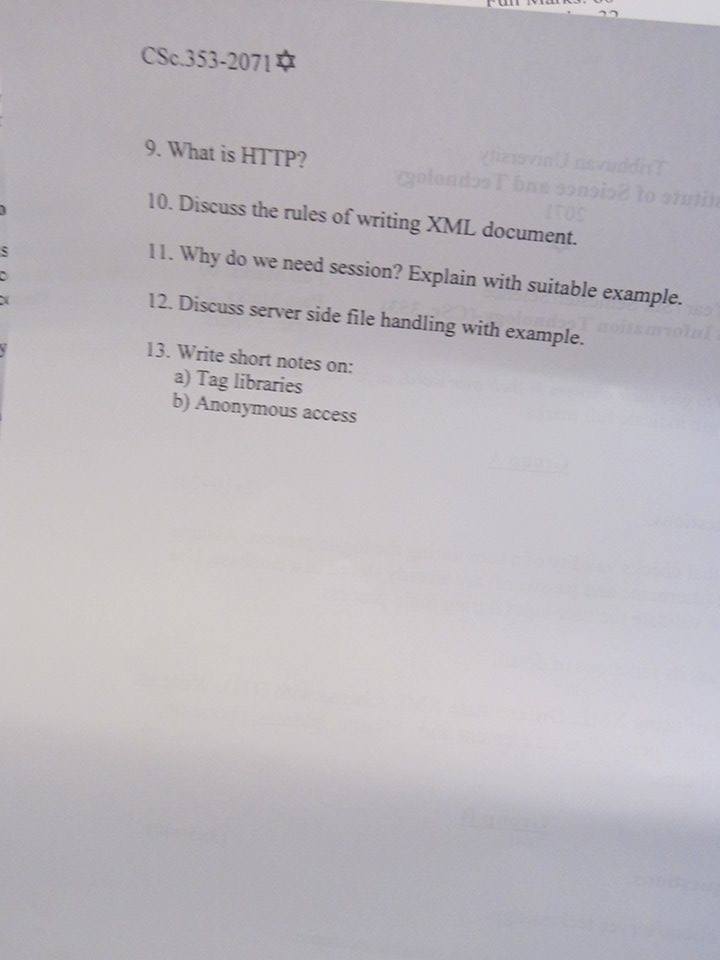 CSc.353-2071✡
9. What is HTTP?
10. Discuss the rules of writing XML document.
11. Why do we need session? Explain with suitable example.
12. Discuss server side file handling with example.
13. Write short notes on:
a) Tag libraries
b) Anonymous access